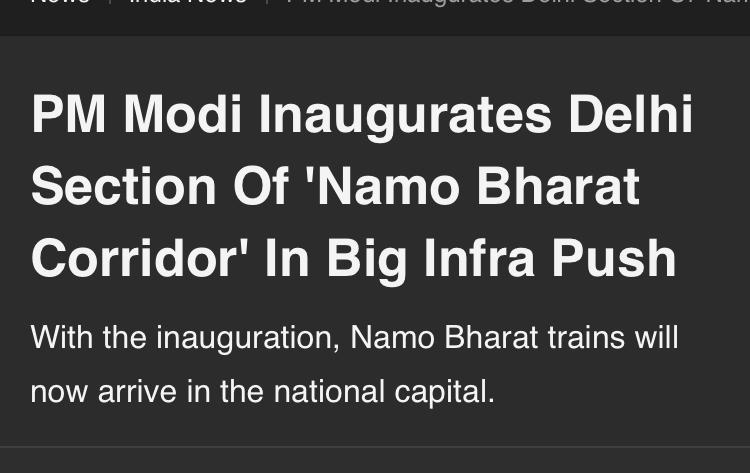 News | India News | PM Modi Inaugurates Delhi Section Of 'Nam
PM Modi Inaugurates Delhi
Section Of 'Namo Bharat
Corridor' In Big Infra Push
With the inauguration, Namo Bharat trains will
now arrive in the national capital.